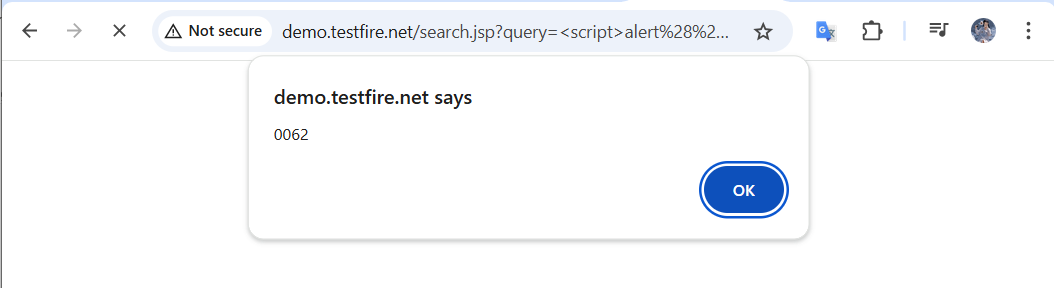 Not secure demo.testfire.net/search.jsp?query=<script>alert%28%2...
demo.testfire.net says
0062
OK